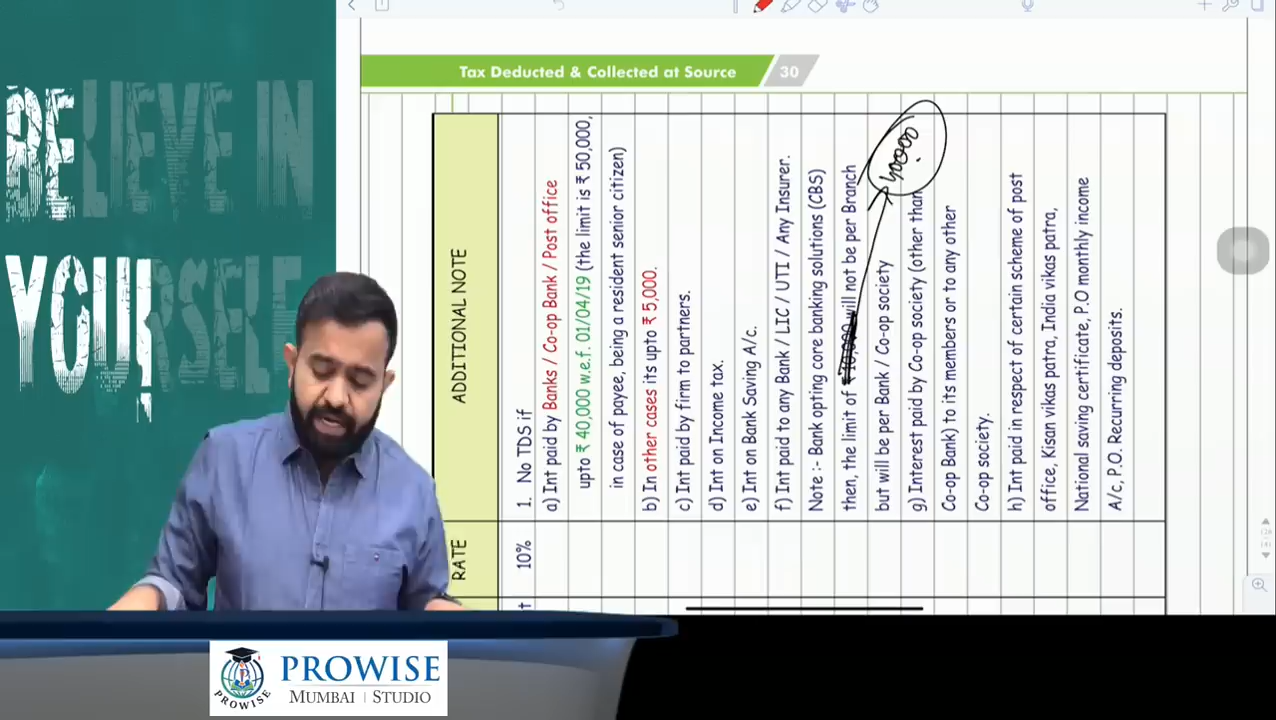 BELIEVE IN
YOURSELF
Tax Deducted & Collected at Source 30
ADDITIONAL NOTE
1. No TDS if
a) Int paid by Banks / Co-op Bank / Post office
upto ₹ 40,000 w.e.f. 01/04/19 (the limit is ₹ 50,000,
in case of payee, being a resident senior citizen)
b) In other cases its upto ₹ 5,000.
c) Int paid by firm to partners.
d) Int on Income tax.
e) Int on Bank Saving A/c.
f) Int paid to any Bank / LIC / UTI / Any Insurer.
Note :- Bank opting core banking solutions (CBS)
then, the limit of will not be per Branch
but will be per Bank / Co-op society
g) Interest paid by Co-op society (other than
Co-op Bank) to its members or to any other
Co-op society.
h) Int paid in respect of certain scheme of post
office, Kisan vikas patra, India vikas patra,
National saving certificate, P.O monthly income
A/c, P.O. Recurring deposits.
RATE
10%
PROWISE
PROWISE
MUMBAI | STUDIO